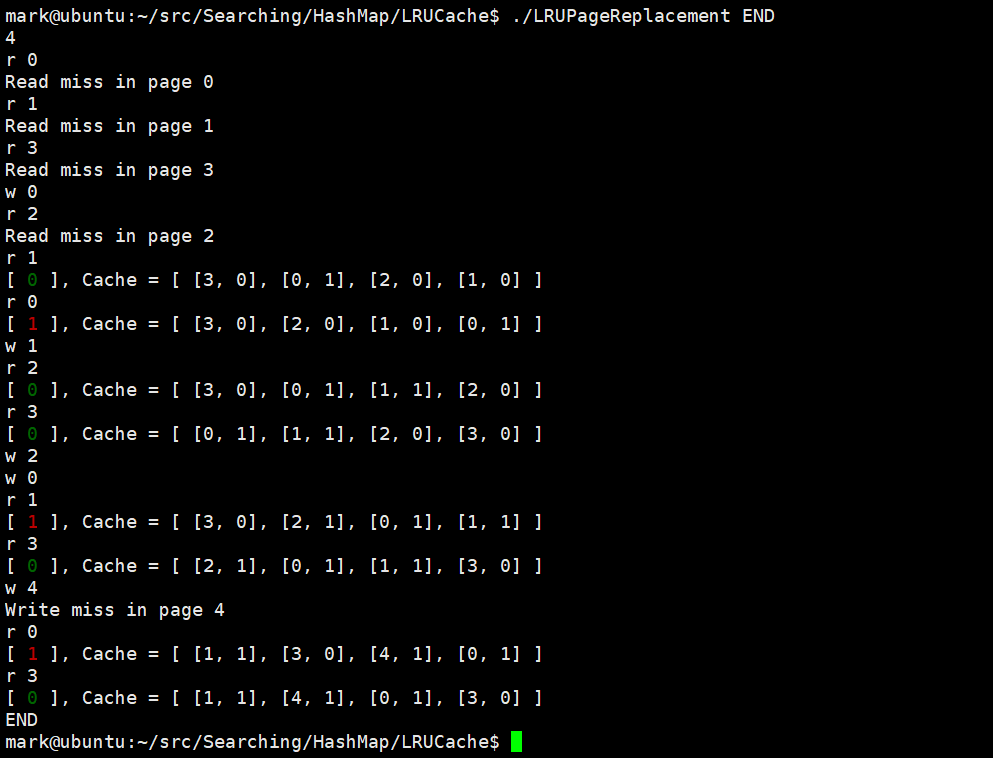 mark@ubuntu:~/src/Searching/HashMap/LRUCache$ ./LRUPageReplacement END
4
r 0
Read miss in page 0
r 1
Read miss in page 1
r 3
Read miss in page 3
w 0
r 2
Read miss in page 2
r 1
[ 0 ], Cache = [ [3, 0], [0, 1], [2, 0], [1, 0] ]
r 0
[ 1 ], Cache = [ [3, 0], [2, 0], [1, 0], [0, 1] ]
w 1
r 2
[ 0 ], Cache = [ [3, 0], [0, 1], [1, 1], [2, 0] ]
r 3
[ 0 ], Cache = [ [0, 1], [1, 1], [2, 0], [3, 0] ]
w 2
w 0
r 1
[ 1 ], Cache = [ [3, 0], [2, 1], [0, 1], [1, 1] ]
r 3
[ 0 ], Cache = [ [2, 1], [0, 1], [1, 1], [3, 0] ]
w 4
Write miss in page 4
r 0
[ 1 ], Cache = [ [1, 1], [3, 0], [4, 1], [0, 1] ]
r 3
[ 0 ], Cache = [ [1, 1], [4, 1], [0, 1], [3, 0] ]
END
mark@ubuntu:~/src/Searching/HashMap/LRUCache$